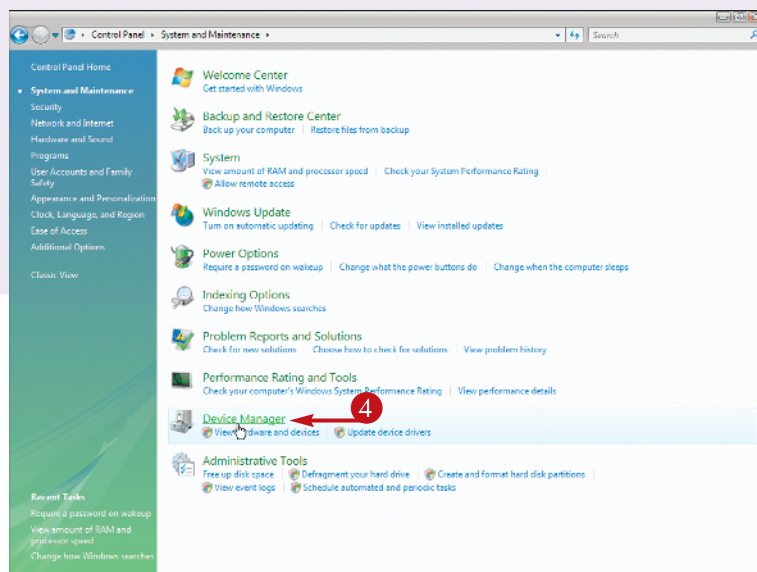 Control Panel ▸ System and Maintenance ▸
Search
Control Panel Home
• System and Maintenance
Security
Network and Internet
Hardware and Sound
Programs
User Accounts and Family
Safety
Appearance and Personalization
Clock, Language, and Region
Ease of Access
Additional Options
Classic View
Recent Tasks
Require a password on wakeup
View amount of RAM and
processor speed
Change how Windows searches
Welcome Center
Get started with Windows
Backup and Restore Center
Back up your computer | Restore files from backup
System
View amount of RAM and processor speed | Check your System Performance Rating
Allow remote access
Windows Update
Turn on automatic updating | Check for updates | View installed updates
Power Options
Require a password on wakeup | Change what the power buttons do | Change when the computer sleeps
Indexing Options
Change how Windows searches
Problem Reports and Solutions
Check for new solutions | Choose how to check for solutions | View problem history
Performance Rating and Tools
Check your computer's Windows System Performance Rating | View performance details
4
Device Manager
View hardware and devices | Update device drivers
Administrative Tools
Free up disk space | Defragment your hard drive | Create and format hard disk partitions
View event logs | Schedule automated and periodic tasks